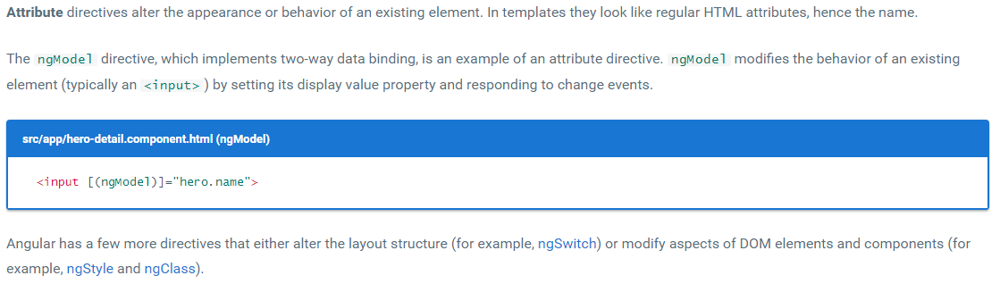 Attribute directives alter the appearance or behavior of an existing element. In templates they look like regular HTML attributes, hence the name.
The ngModel directive, which implements two-way data binding, is an example of an attribute directive. ngModel modifies the behavior of an existing
element (typically an <input>) by setting its display value property and responding to change events.
src/app/hero-detail.component.html (ngModel)
<input [(ngModel)]="hero.name">
Angular has a few more directives that either alter the layout structure (for example, ngSwitch) or modify aspects of DOM elements and components (for
example, ngStyle and ngClass).